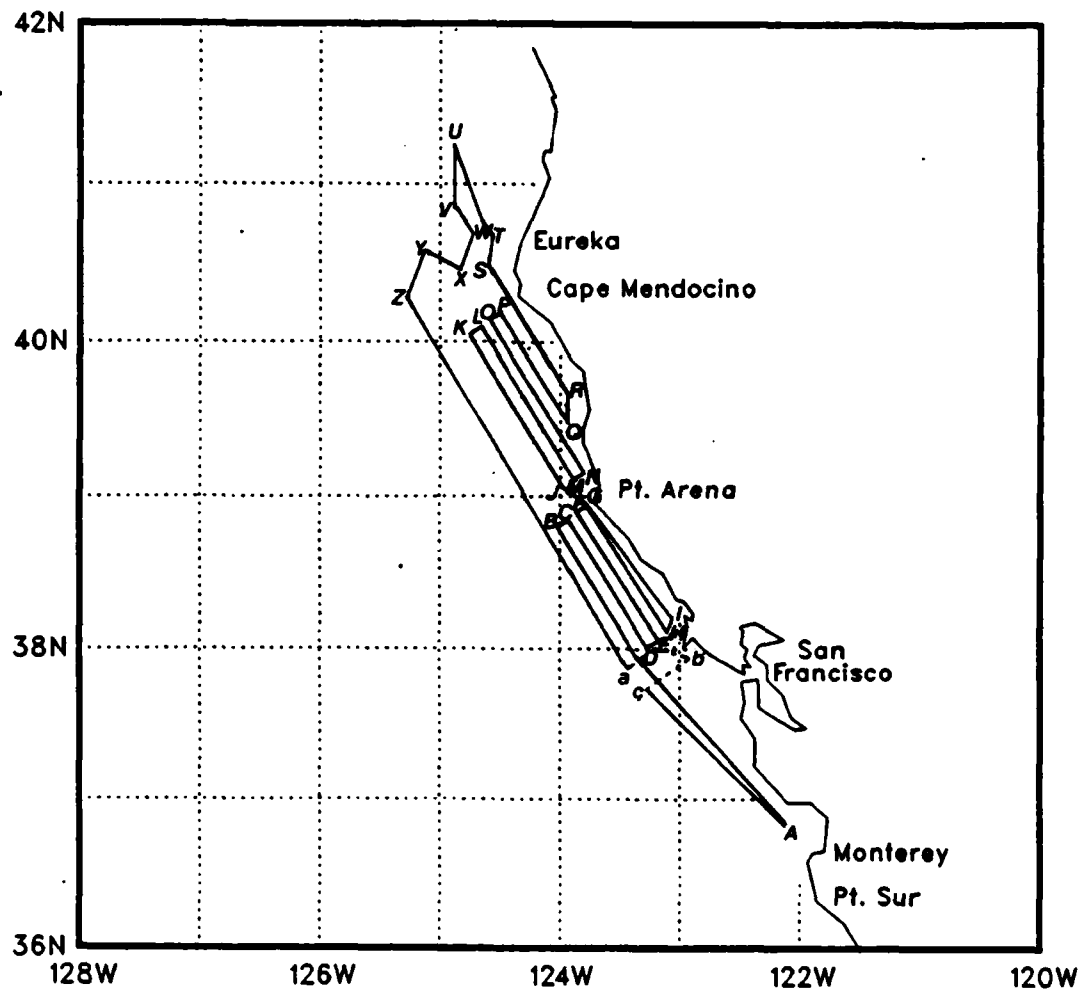 42N
U
V
W T
Y
Eureka
S
X
Z
Cape Mendocino
P
L O
K
40N
R
Q
N
M
J
G
Pt. Arena
C F
B
I
H
38N
E
D
b
San
Francisco
a
c
A
Monterey
Pt. Sur
36N
128W 126W 124W 122W 120W